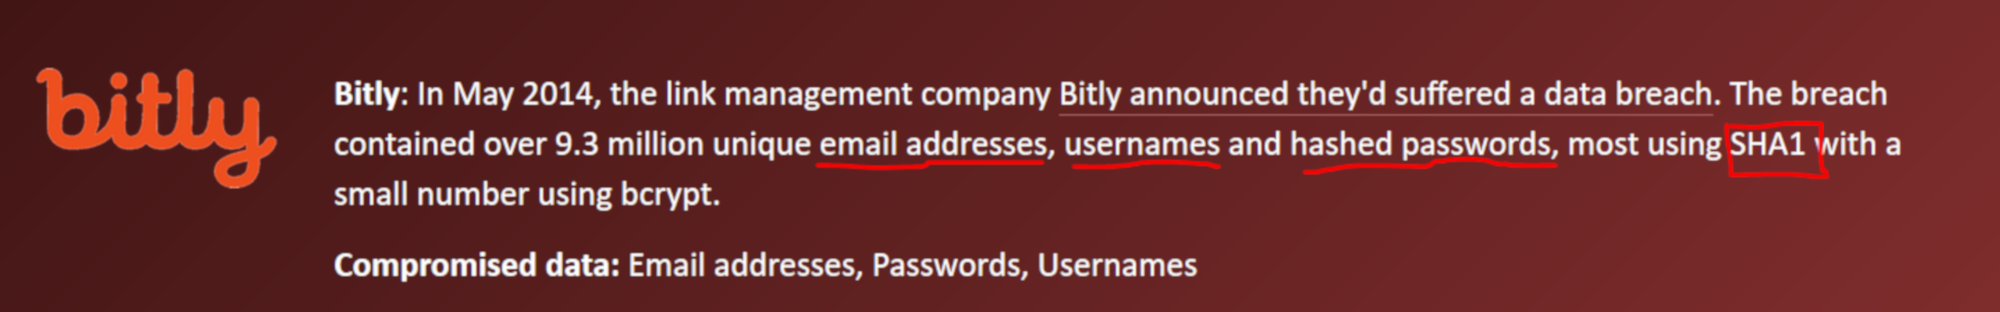 bitly
Bitly: In May 2014, the link management company Bitly announced they'd suffered a data breach. The breach
contained over 9.3 million unique email addresses, usernames and hashed passwords, most using SHA1 with a
small number using bcrypt.
Compromised data: Email addresses, Passwords, Usernames